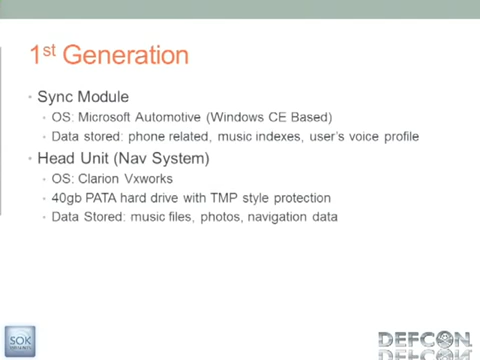 1st Generation
Sync Module
OS: Microsoft Automotive (Windows CE Based)
Data stored: phone related, music indexes, user's voice profile
Head Unit (Nav System)
OS: Clarion Vxworks
40gb PATA hard drive with TMP style protection
Data Stored: music files, photos, navigation data
SOK
DEFCON